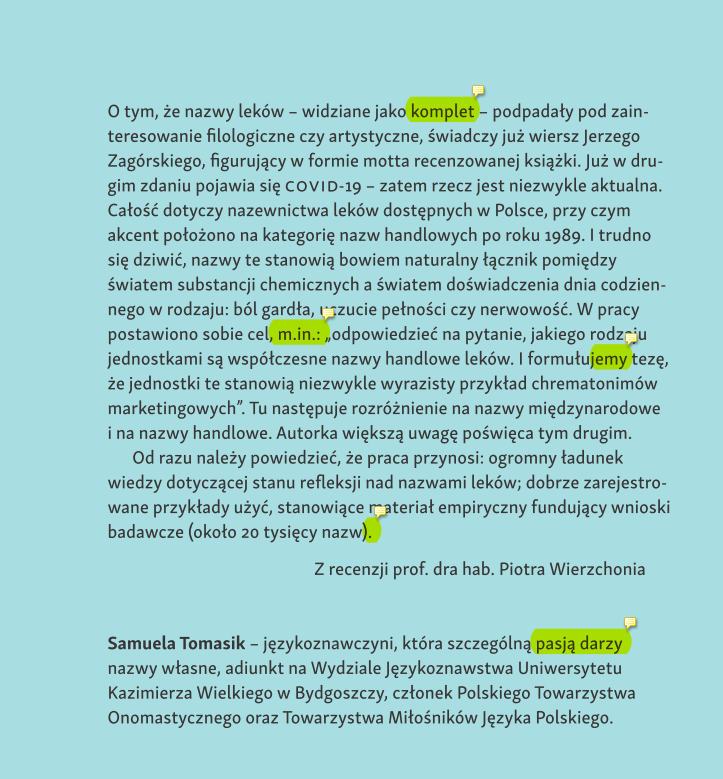 O tym, że nazwy leków – widziane jako komplet – podpadały pod zain-
teresowanie filologiczne czy artystyczne, świadczy już wiersz Jerzego
Zagórskiego, figurujący w formie motta recenzowanej książki. Już w dru-
gim zdaniu pojawia się COVID-19 – zatem rzecz jest niezwykle aktualna.
Całość dotyczy nazewnictwa leków dostępnych w Polsce, przy czym
akcent położono na kategorię nazw handlowych po roku 1989. I trudno
się dziwić, nazwy te stanowią bowiem naturalny łącznik pomiędzy
światem substancji chemicznych a światem doświadczenia dnia codzien-
nego w rodzaju: ból gardła, uczucie pełności czy nerwowość. W pracy
postawiono sobie cel, m.in.: „odpowiedzieć na pytanie, jakiego rodzaju
jednostkami są współczesne nazwy handlowe leków. I formułujemy tezę,
że jednostki te stanowią niezwykle wyrazisty przykład chrematonimów
marketingowych”. Tu następuje rozróżnienie na nazwy międzynarodowe
i na nazwy handlowe. Autorka większą uwagę poświęca tym drugim.
Od razu należy powiedzieć, że praca przynosi: ogromny ładunek
wiedzy dotyczącej stanu refleksji nad nazwami leków; dobrze zarejestro-
wane przykłady użyć, stanowiące materiał empiryczny fundujący wnioski
badawcze (około 20 tysięcy nazw).
Z recenzji prof. dra hab. Piotra Wierzchonia
Samuela Tomasik – językoznawczyni, która szczególną pasją darzy
nazwy własne, adiunkt na Wydziale Językoznawstwa Uniwersytetu
Kazimierza Wielkiego w Bydgoszczy, członek Polskiego Towarzystwa
Onomastycznego oraz Towarzystwa Miłośników Języka Polskiego.